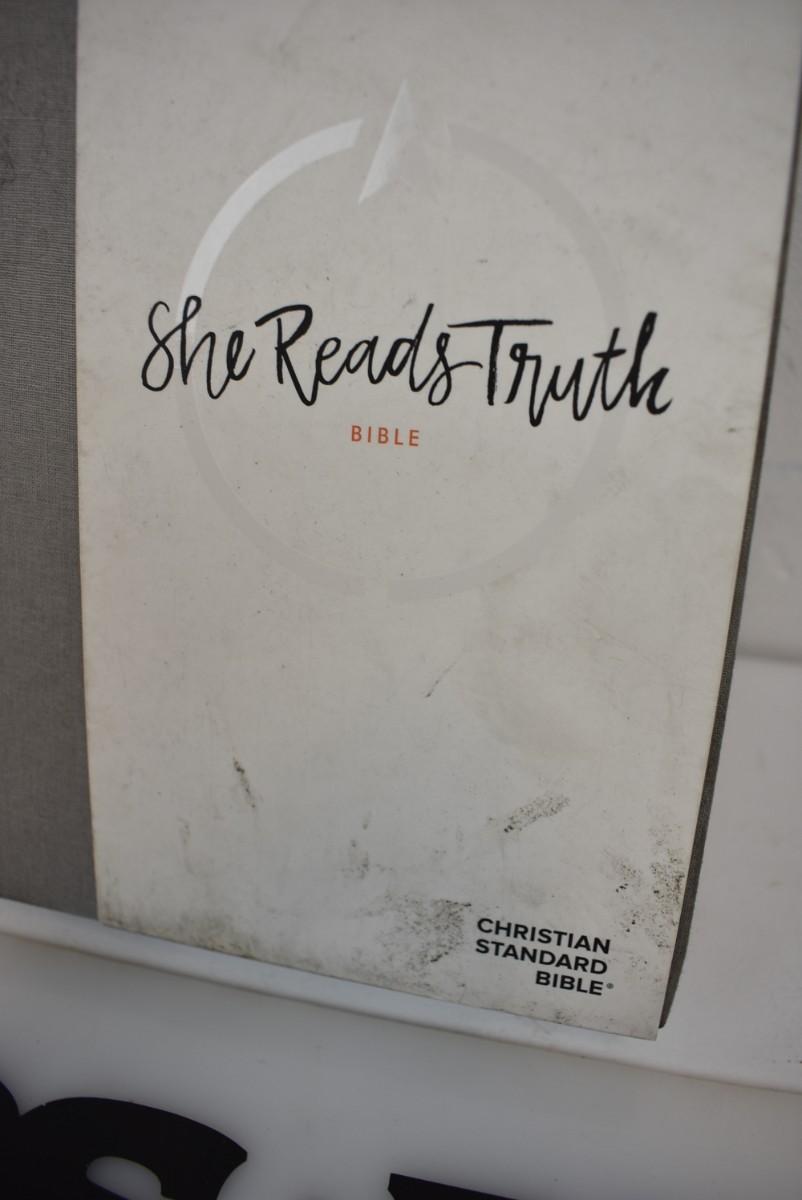 She Reads Truth
BIBLE
CHRISTIAN
STANDARD
BIBLE®